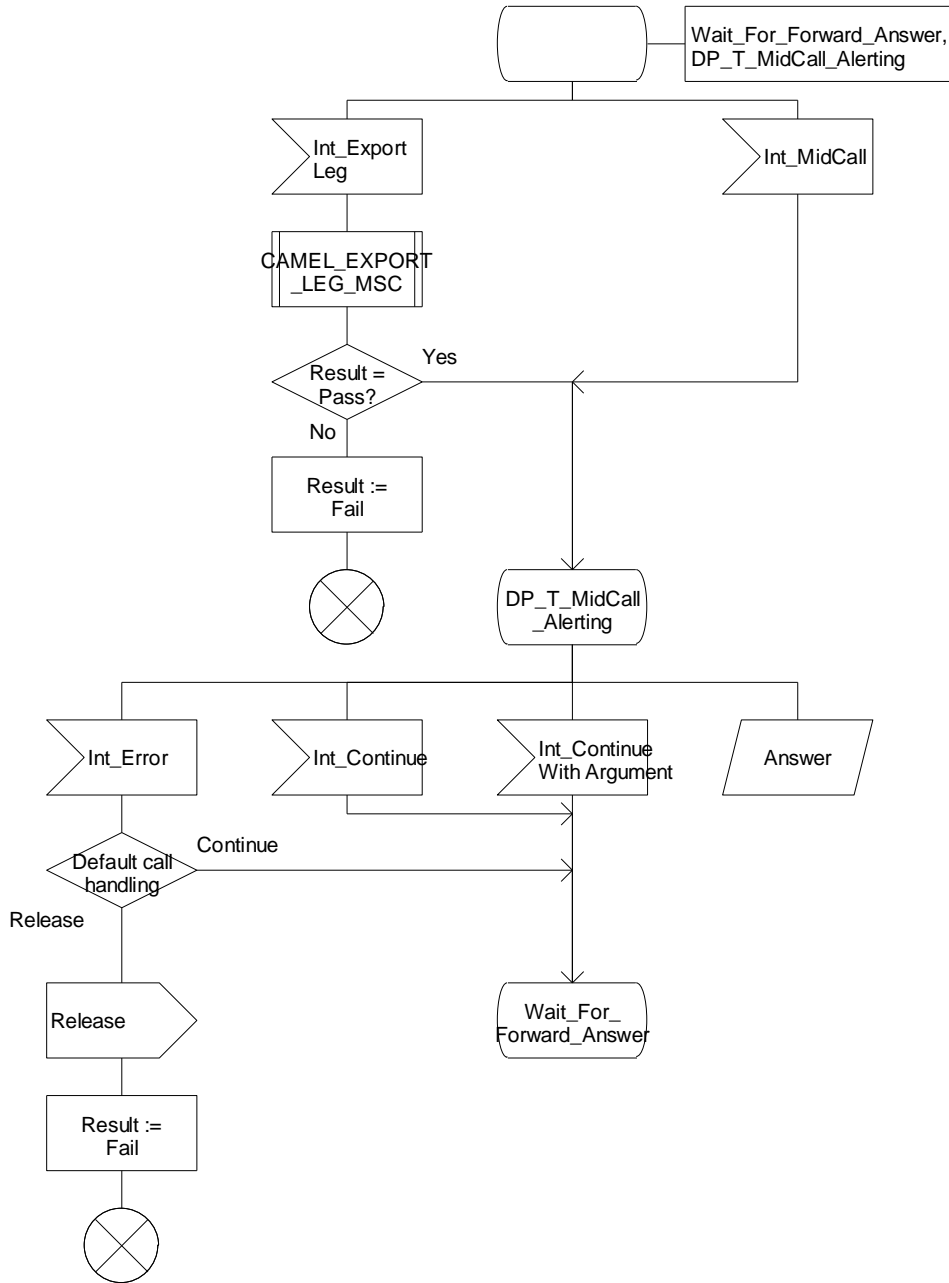 Wait_For_Forward_Answer,
DP_T_MidCall_Alerting
Int_Export
Leg
Int_MidCall
CAMEL_EXPORT
_LEG_MSC
Yes
Result =
Pass?
No
Result :=
Fail
DP_T_MidCall
_Alerting
Int_Error
Int_Continue
Int_Continue
With Argument
Answer
Continue
Default call
handling
Release
Release
Wait_For_
Forward_Answer
Result :=
Fail